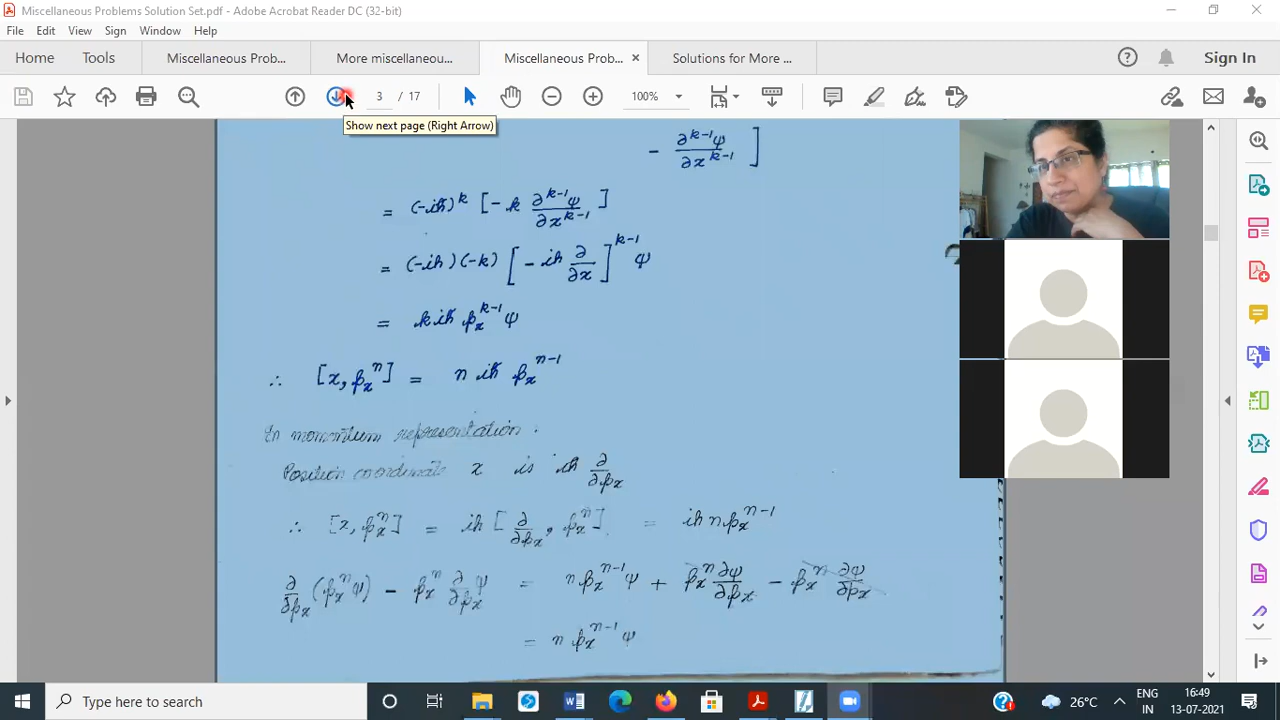 Miscellaneous Problems Solution Set.pdf - Adobe Acrobat Reader DC (32-bit)
File Edit View Sign Window Help
Home Tools Miscellaneous Prob... More miscellanou... Miscellaneous Prob... × Solutions for More ... Sign In
3 / 17 100%
Show next page (Right Arrow)
- ∂^{k-1}ψ/∂x^{k-1} ]
= (-iħ)^k [ -k ∂^{k-1}ψ/∂x^{k-1} ]
= (-iħ)(-k) [ -iħ ∂/∂x ]^{k-1} ψ
= k iħ p_x^{k-1} ψ
∴ [x, p_x^n] = n iħ p_x^{n-1}
In momentum representation :
Position coordinate x is iħ ∂/∂p_x
∴ [x, p_x^n] = iħ [ ∂/∂p_x , p_x^n ] = iħ n p_x^{n-1}
∂/∂p_x (p_x^n ψ) - p_x^n ∂/∂p_x ψ = n p_x^{n-1} ψ + p_x^n ∂ψ/∂p_x - p_x^n ∂ψ/∂p_x
= n p_x^{n-1} ψ
Type here to search
26°C ENG IN 16:49 13-07-2021